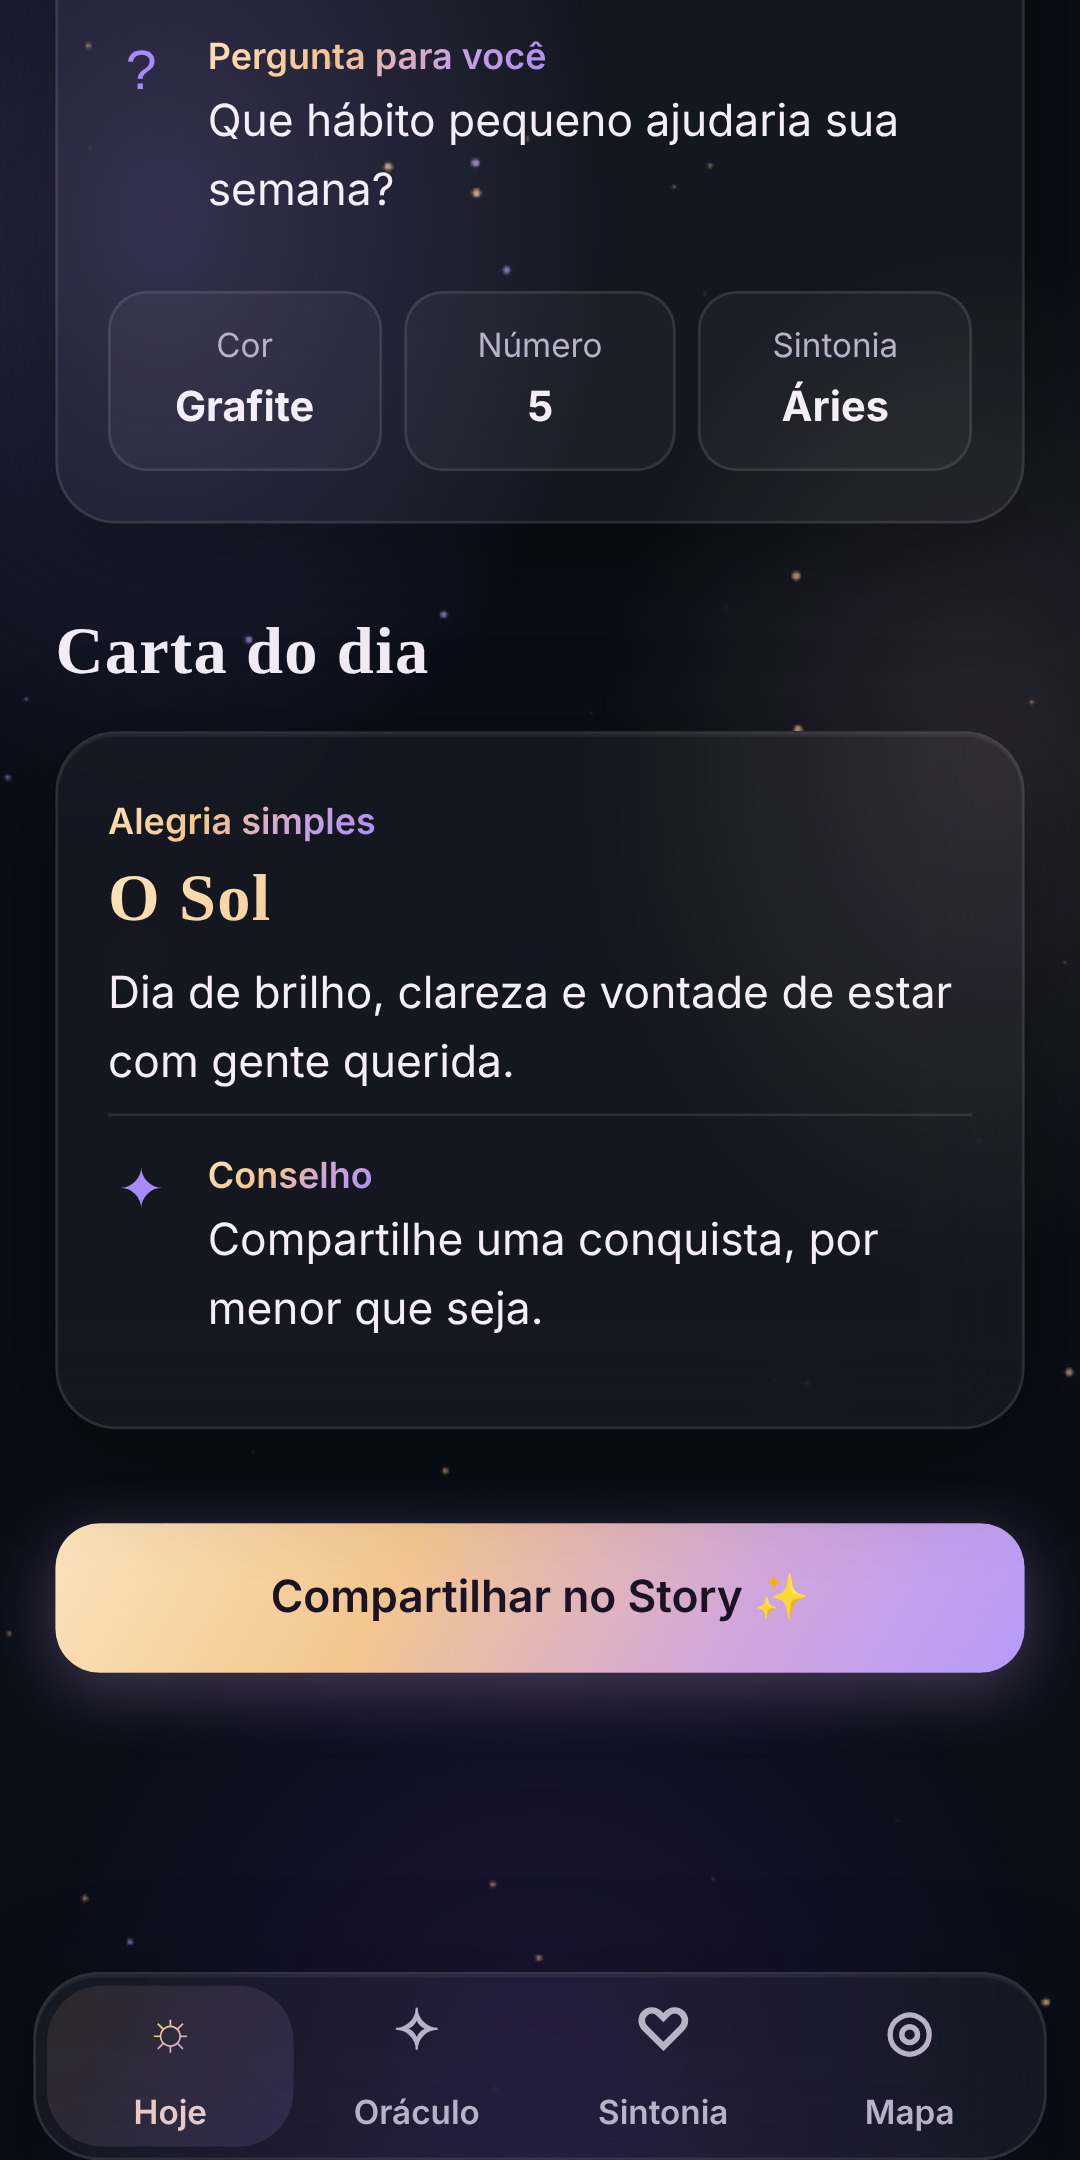 Pergunta para você
Que hábito pequeno ajudaria sua
semana?
Cor
Grafite
Número
5
Sintonia
Áries
Carta do dia
Alegria simples
O Sol
Dia de brilho, clareza e vontade de estar
com gente querida.
Conselho
Compartilhe uma conquista, por
menor que seja.
Compartilhar no Story ✨
Hoje
Oráculo
Sintonia
Mapa